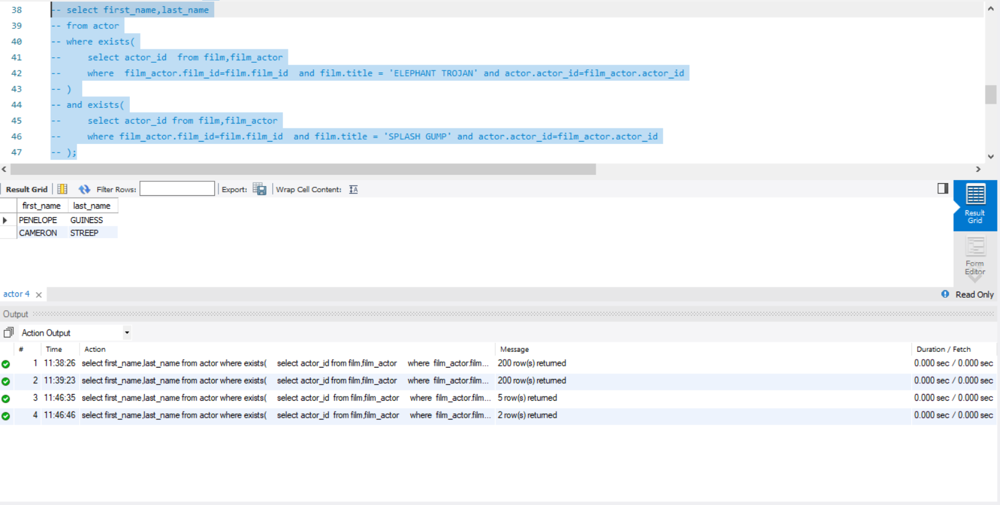 38 -- select first_name,last_name
39 -- from actor
40 -- where exists(
41 --     select actor_id  from film,film_actor
42 --     where  film_actor.film_id=film.film_id  and film.title = 'ELEPHANT TROJAN' and actor.actor_id=film_actor.actor_id
43 -- )
44 -- and exists(
45 --     select actor_id from film,film_actor
46 --     where film_actor.film_id=film.film_id  and film.title = 'SPLASH GUMP' and actor.actor_id=film_actor.actor_id
47 -- );
Result Grid Filter Rows: Export: Wrap Cell Content: IA
first_name last_name
PENELOPE GUINESS
CAMERON STREEP
Result
Grid
Form
Editor
actor 4 Read Only
Output
Action Output
# Time Action Message Duration / Fetch
1 11:38:26 select first_name,last_name from actor where exists(     select actor_id from film,film_actor     where  film_actor.film... 200 row(s) returned 0.000 sec / 0.000 sec
2 11:39:23 select first_name,last_name from actor where exists(     select actor_id from film,film_actor     where  film_actor.film... 200 row(s) returned 0.000 sec / 0.000 sec
3 11:46:35 select first_name,last_name from actor where exists(     select actor_id  from film,film_actor     where  film_actor.film... 5 row(s) returned 0.000 sec / 0.000 sec
4 11:46:46 select first_name,last_name from actor where exists(     select actor_id  from film,film_actor     where  film_actor.film... 2 row(s) returned 0.000 sec / 0.000 sec